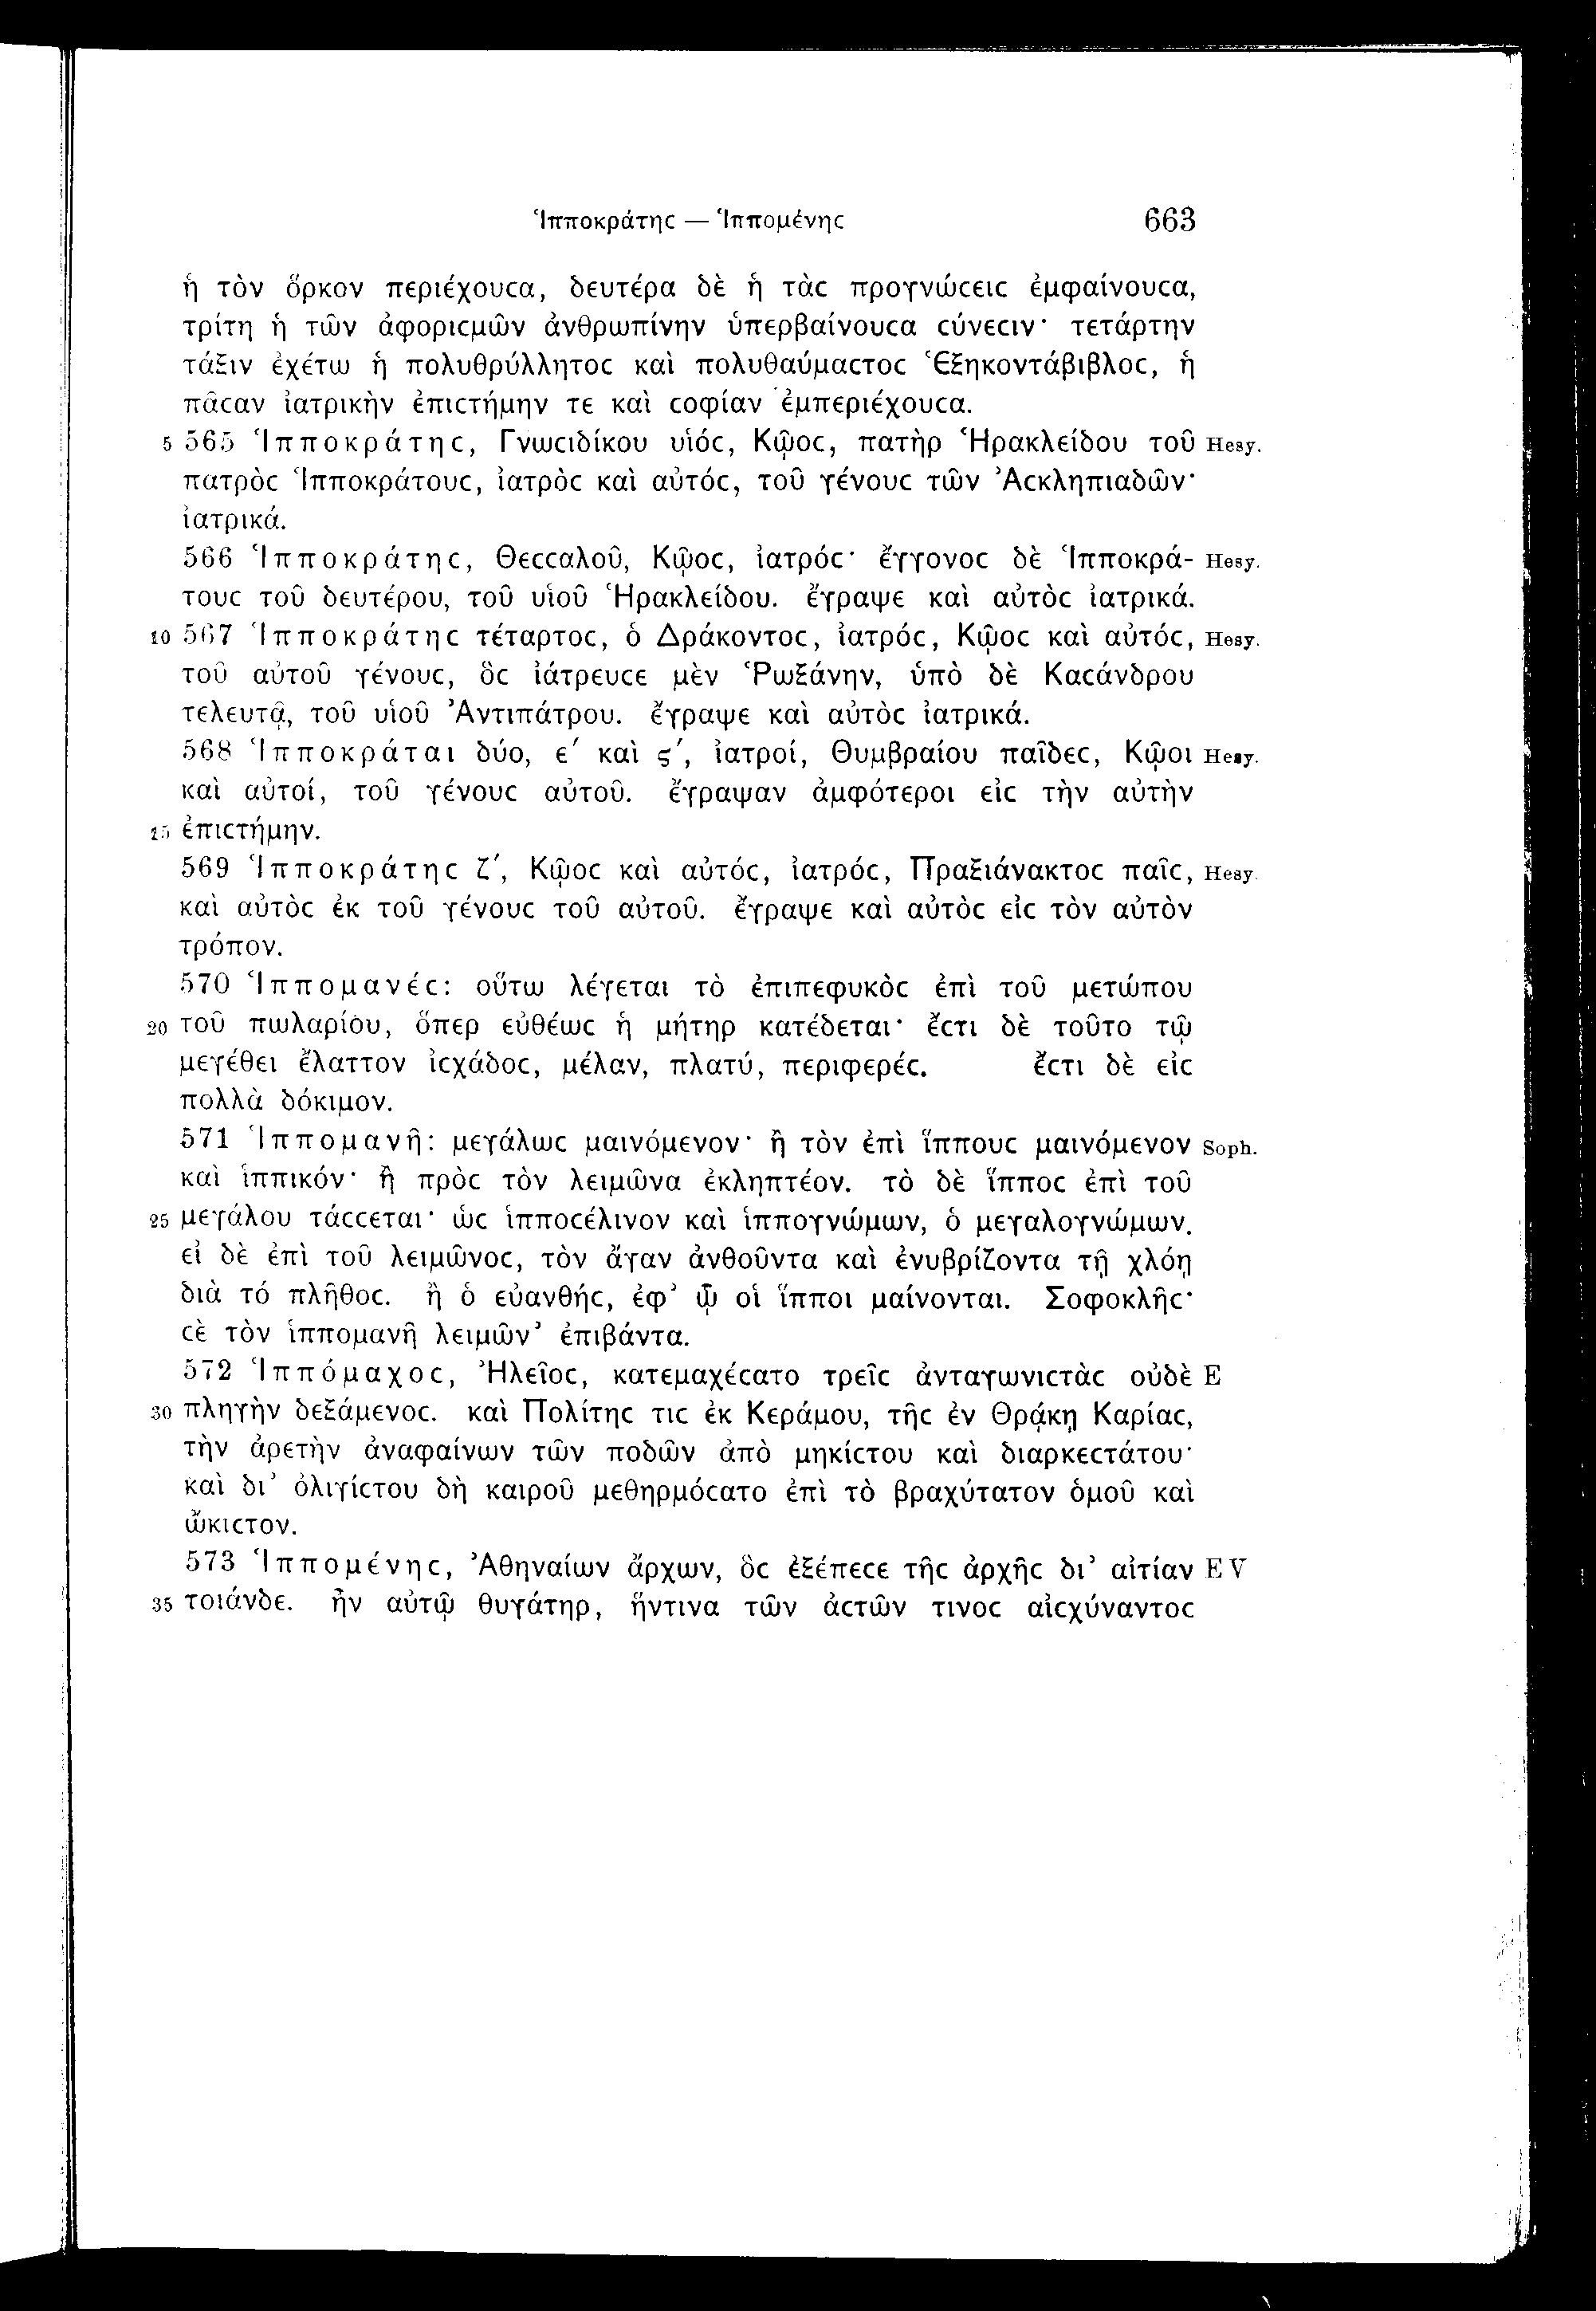 Ἱπποκράτηϲ — Ἱππομένηϲ 663
ἡ τὸν ὅρκον περιέχουϲα, δευτέρα δὲ ἡ τὰϲ προγνώϲειϲ ἐμφαίνουϲα,
τρίτη ἡ τῶν ἀφοριϲμῶν ἀνθρωπίνην ὑπερβαίνουϲα ϲύνεϲιν· τετάρτην
τάξιν ἐχέτω ἡ πολυθρύλλητοϲ καὶ πολυθαύμαϲτοϲ Ἑξηκοντάβιβλοϲ, ἡ
πᾶϲαν ἰατρικὴν ἐπιϲτήμην τε καὶ ϲοφίαν ἐμπεριέχουϲα.
5 565 Ἱπποκράτηϲ, Γνωϲιδίκου υἱόϲ, Κῷοϲ, πατὴρ Ἡρακλείδου τοῦ Hesy.
πατρὸϲ Ἱπποκράτουϲ, ἰατρὸϲ καὶ αὐτόϲ, τοῦ γένουϲ τῶν Ἀϲκληπιαδῶν·
ἰατρικά.
566 Ἱπποκράτηϲ, Θεϲϲαλοῦ, Κῷοϲ, ἰατρόϲ· ἔγγονοϲ δὲ Ἱπποκρά- Hesy.
τουϲ τοῦ δευτέρου, τοῦ υἱοῦ Ἡρακλείδου. ἔγραψε καὶ αὐτὸϲ ἰατρικά.
10 567 Ἱπποκράτηϲ τέταρτοϲ, ὁ Δράκοντοϲ, ἰατρόϲ, Κῷοϲ καὶ αὐτόϲ, Hesy.
τοῦ αὐτοῦ γένουϲ, ὃϲ ἰάτρευϲε μὲν Ῥωξάνην, ὑπὸ δὲ Καϲάνδρου
τελευτᾷ, τοῦ υἱοῦ Ἀντιπάτρου. ἔγραψε καὶ αὐτὸϲ ἰατρικά.
568 Ἱπποκράται δύο, ε′ καὶ ϛ′, ἰατροί, Θυμβραίου παῖδεϲ, Κῷοι Hesy.
καὶ αὐτοί, τοῦ γένουϲ αὐτοῦ. ἔγραψαν ἀμφότεροι εἰϲ τὴν αὐτὴν
15 ἐπιϲτήμην.
569 Ἱπποκράτηϲ ζ′, Κῷοϲ καὶ αὐτόϲ, ἰατρόϲ, Πραξιάνακτοϲ παῖϲ, Hesy.
καὶ αὐτὸϲ ἐκ τοῦ γένουϲ τοῦ αὐτοῦ. ἔγραψε καὶ αὐτὸϲ εἰϲ τὸν αὐτὸν
τρόπον.
570 Ἱππομανέϲ: οὕτω λέγεται τὸ ἐπιπεφυκὸϲ ἐπὶ τοῦ μετώπου
20 τοῦ πωλαρίου, ὅπερ εὐθέωϲ ἡ μήτηρ κατέδεται· ἔϲτι δὲ τοῦτο τῷ
μεγέθει ἔλαττον ἰϲχάδοϲ, μέλαν, πλατύ, περιφερέϲ. ἔϲτι δὲ εἰϲ
πολλὰ δόκιμον.
571 Ἱππομανῆ: μεγάλωϲ μαινόμενον· ἢ τὸν ἐπὶ ἵππουϲ μαινόμενον Soph.
καὶ ἱππικόν· ἢ πρὸϲ τὸν λειμῶνα ἐκληπτέον. τὸ δὲ ἵπποϲ ἐπὶ τοῦ
25 μεγάλου τάϲϲεται· ὡϲ ἱπποϲέλινον καὶ ἱππογνώμων, ὁ μεγαλογνώμων.
εἰ δὲ ἐπὶ τοῦ λειμῶνοϲ, τὸν ἄγαν ἀνθοῦντα καὶ ἐνυβρίζοντα τῇ χλόῃ
διὰ τό πλῆθοϲ. ἢ ὁ εὐανθήϲ, ἐφ' ᾧ οἱ ἵπποι μαίνονται. Σοφοκλῆϲ·
ϲὲ τὸν ἱππομανῆ λειμῶν' ἐπιβάντα.
572 Ἱππόμαχοϲ, Ἠλεῖοϲ, κατεμαχέϲατο τρεῖϲ ἀνταγωνιϲτὰϲ οὐδὲ E
30 πληγὴν δεξάμενοϲ. καὶ Πολίτηϲ τιϲ ἐκ Κεράμου, τῆϲ ἐν Θρᾴκῃ Καρίαϲ,
τὴν ἀρετὴν ἀναφαίνων τῶν ποδῶν ἀπὸ μηκίϲτου καὶ διαρκεϲτάτου·
καὶ δι' ὀλιγίϲτου δὴ καιροῦ μεθηρμόϲατο ἐπὶ τὸ βραχύτατον ὁμοῦ καὶ
ὤκιϲτον.
573 Ἱππομένηϲ, Ἀθηναίων ἄρχων, ὃϲ ἐξέπεϲε τῆϲ ἀρχῆϲ δι' αἰτίαν E V
35 τοιάνδε. ἦν αὐτῷ θυγάτηρ, ἥντινα τῶν ἀϲτῶν τινοϲ αἰϲχύναντοϲ